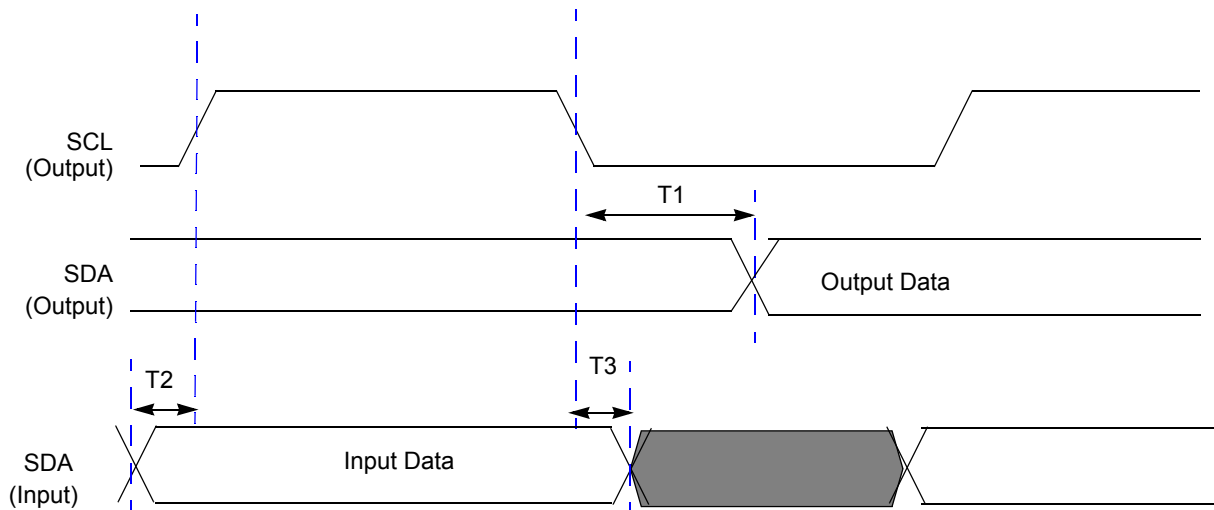 SCL
(Output)
T1
SDA
(Output)
Output Data
T2
T3
SDA
(Input)
Input Data